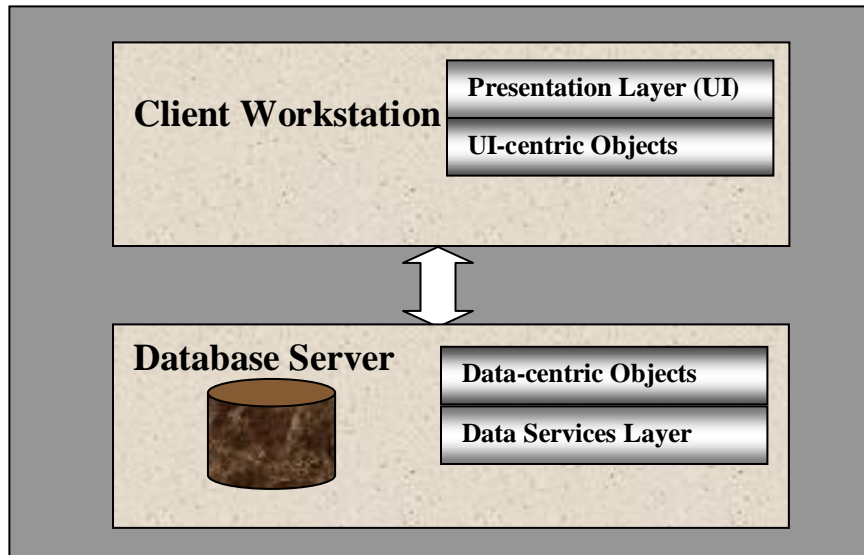 Client Workstation
Presentation Layer (UI)
UI-centric Objects
Database Server
Data-centric Objects
Data Services Layer